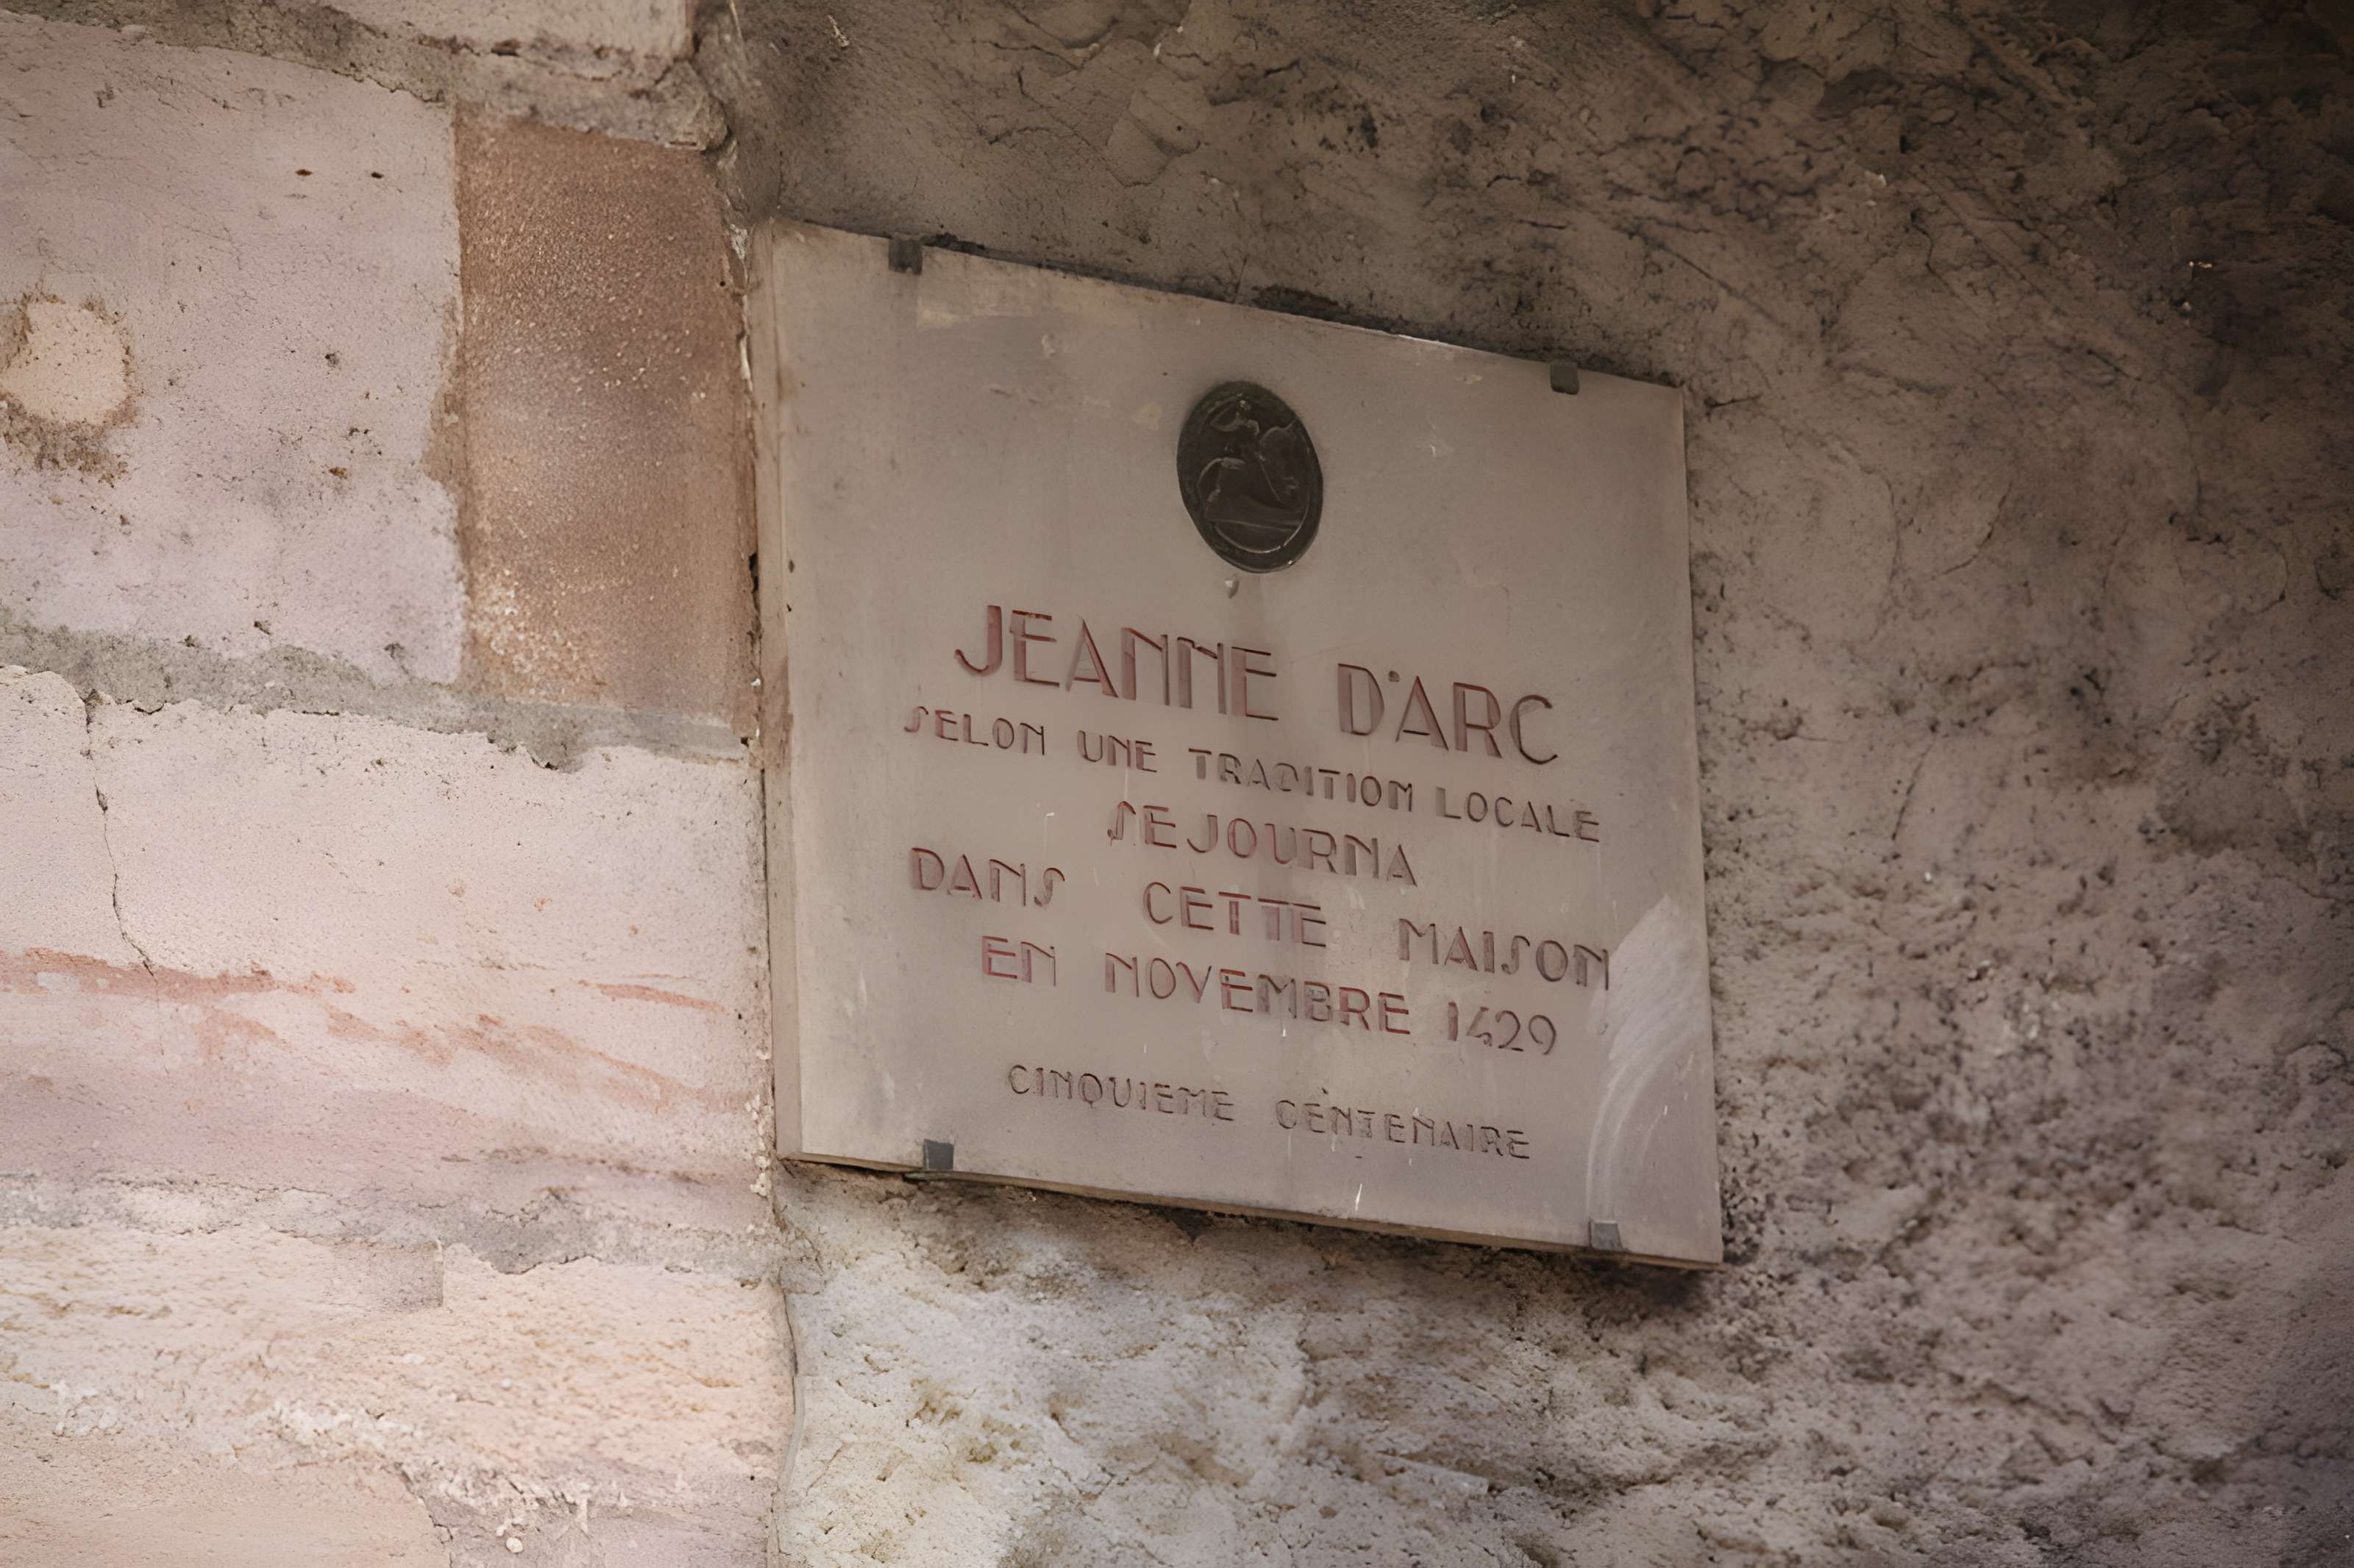 JEANNE D'ARC
SELON UNE TRADITION LOCALE
SEJOURNA
DANS CETTE MAISON
EN NOVEMBRE 1429
CINQUIEME CENTENAIRE